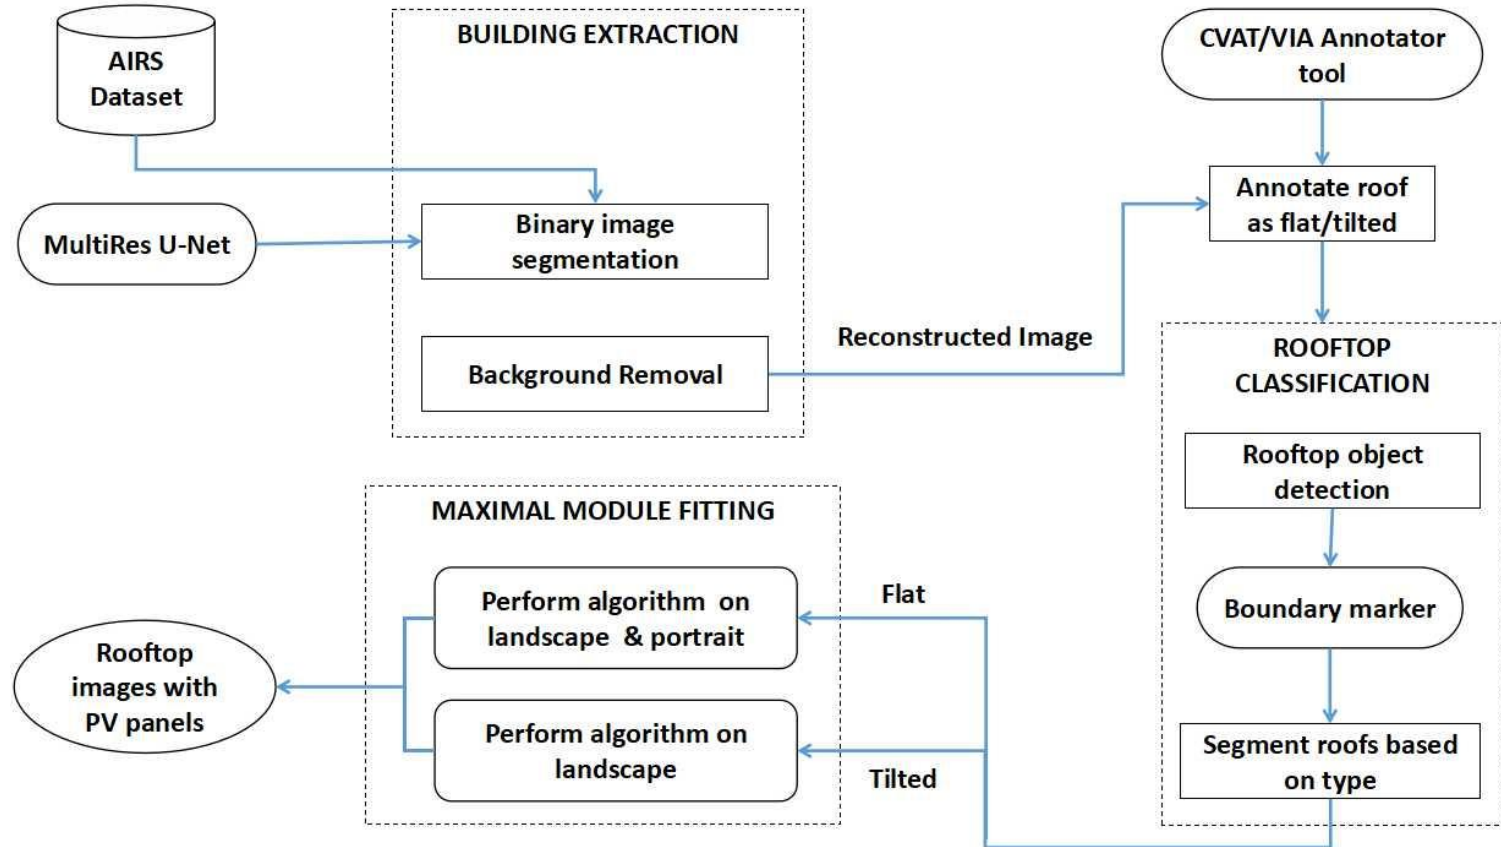 AIRS
Dataset
MultiRes U-Net
BUILDING EXTRACTION
Binary image
segmentation
Background Removal
Reconstructed Image
CVAT/VIA Annotator
tool
Annotate roof
as flat/tilted
ROOFTOP
CLASSIFICATION
Rooftop object
detection
Boundary marker
Segment roofs based
on type
Flat
Tilted
MAXIMAL MODULE FITTING
Perform algorithm on
landscape & portrait
Perform algorithm on
landscape
Rooftop
images with
PV panels